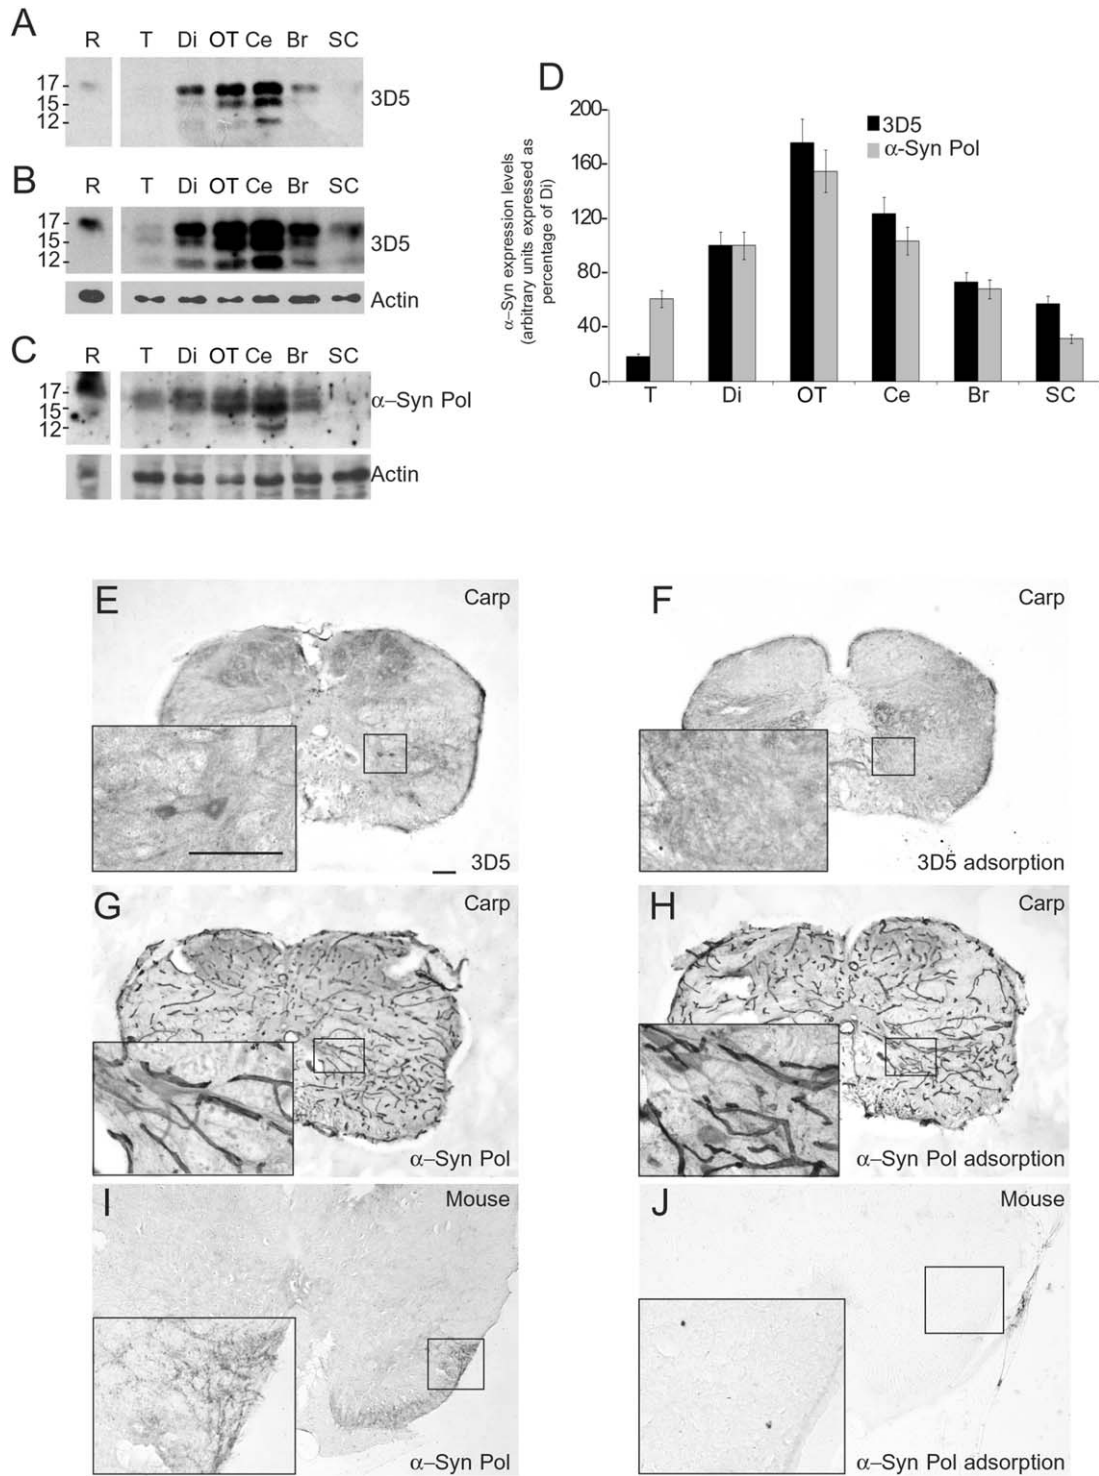 A
R T Di OT Ce Br SC
17
15
12
3D5
B
R T Di OT Ce Br SC
17
15
12
3D5
Actin
C
R T Di OT Ce Br SC
17
15
12
α–Syn Pol
Actin
D
α–Syn expression levels
(arbitrary units expressed as
percentage of Di)
200
160
120
80
40
0
3D5
α-Syn Pol
T Di OT Ce Br SC
E
Carp
3D5
F
Carp
3D5 adsorption
G
Carp
α–Syn Pol
H
Carp
α–Syn Pol adsorption
I
Mouse
α–Syn Pol
J
Mouse
α–Syn Pol adsorption